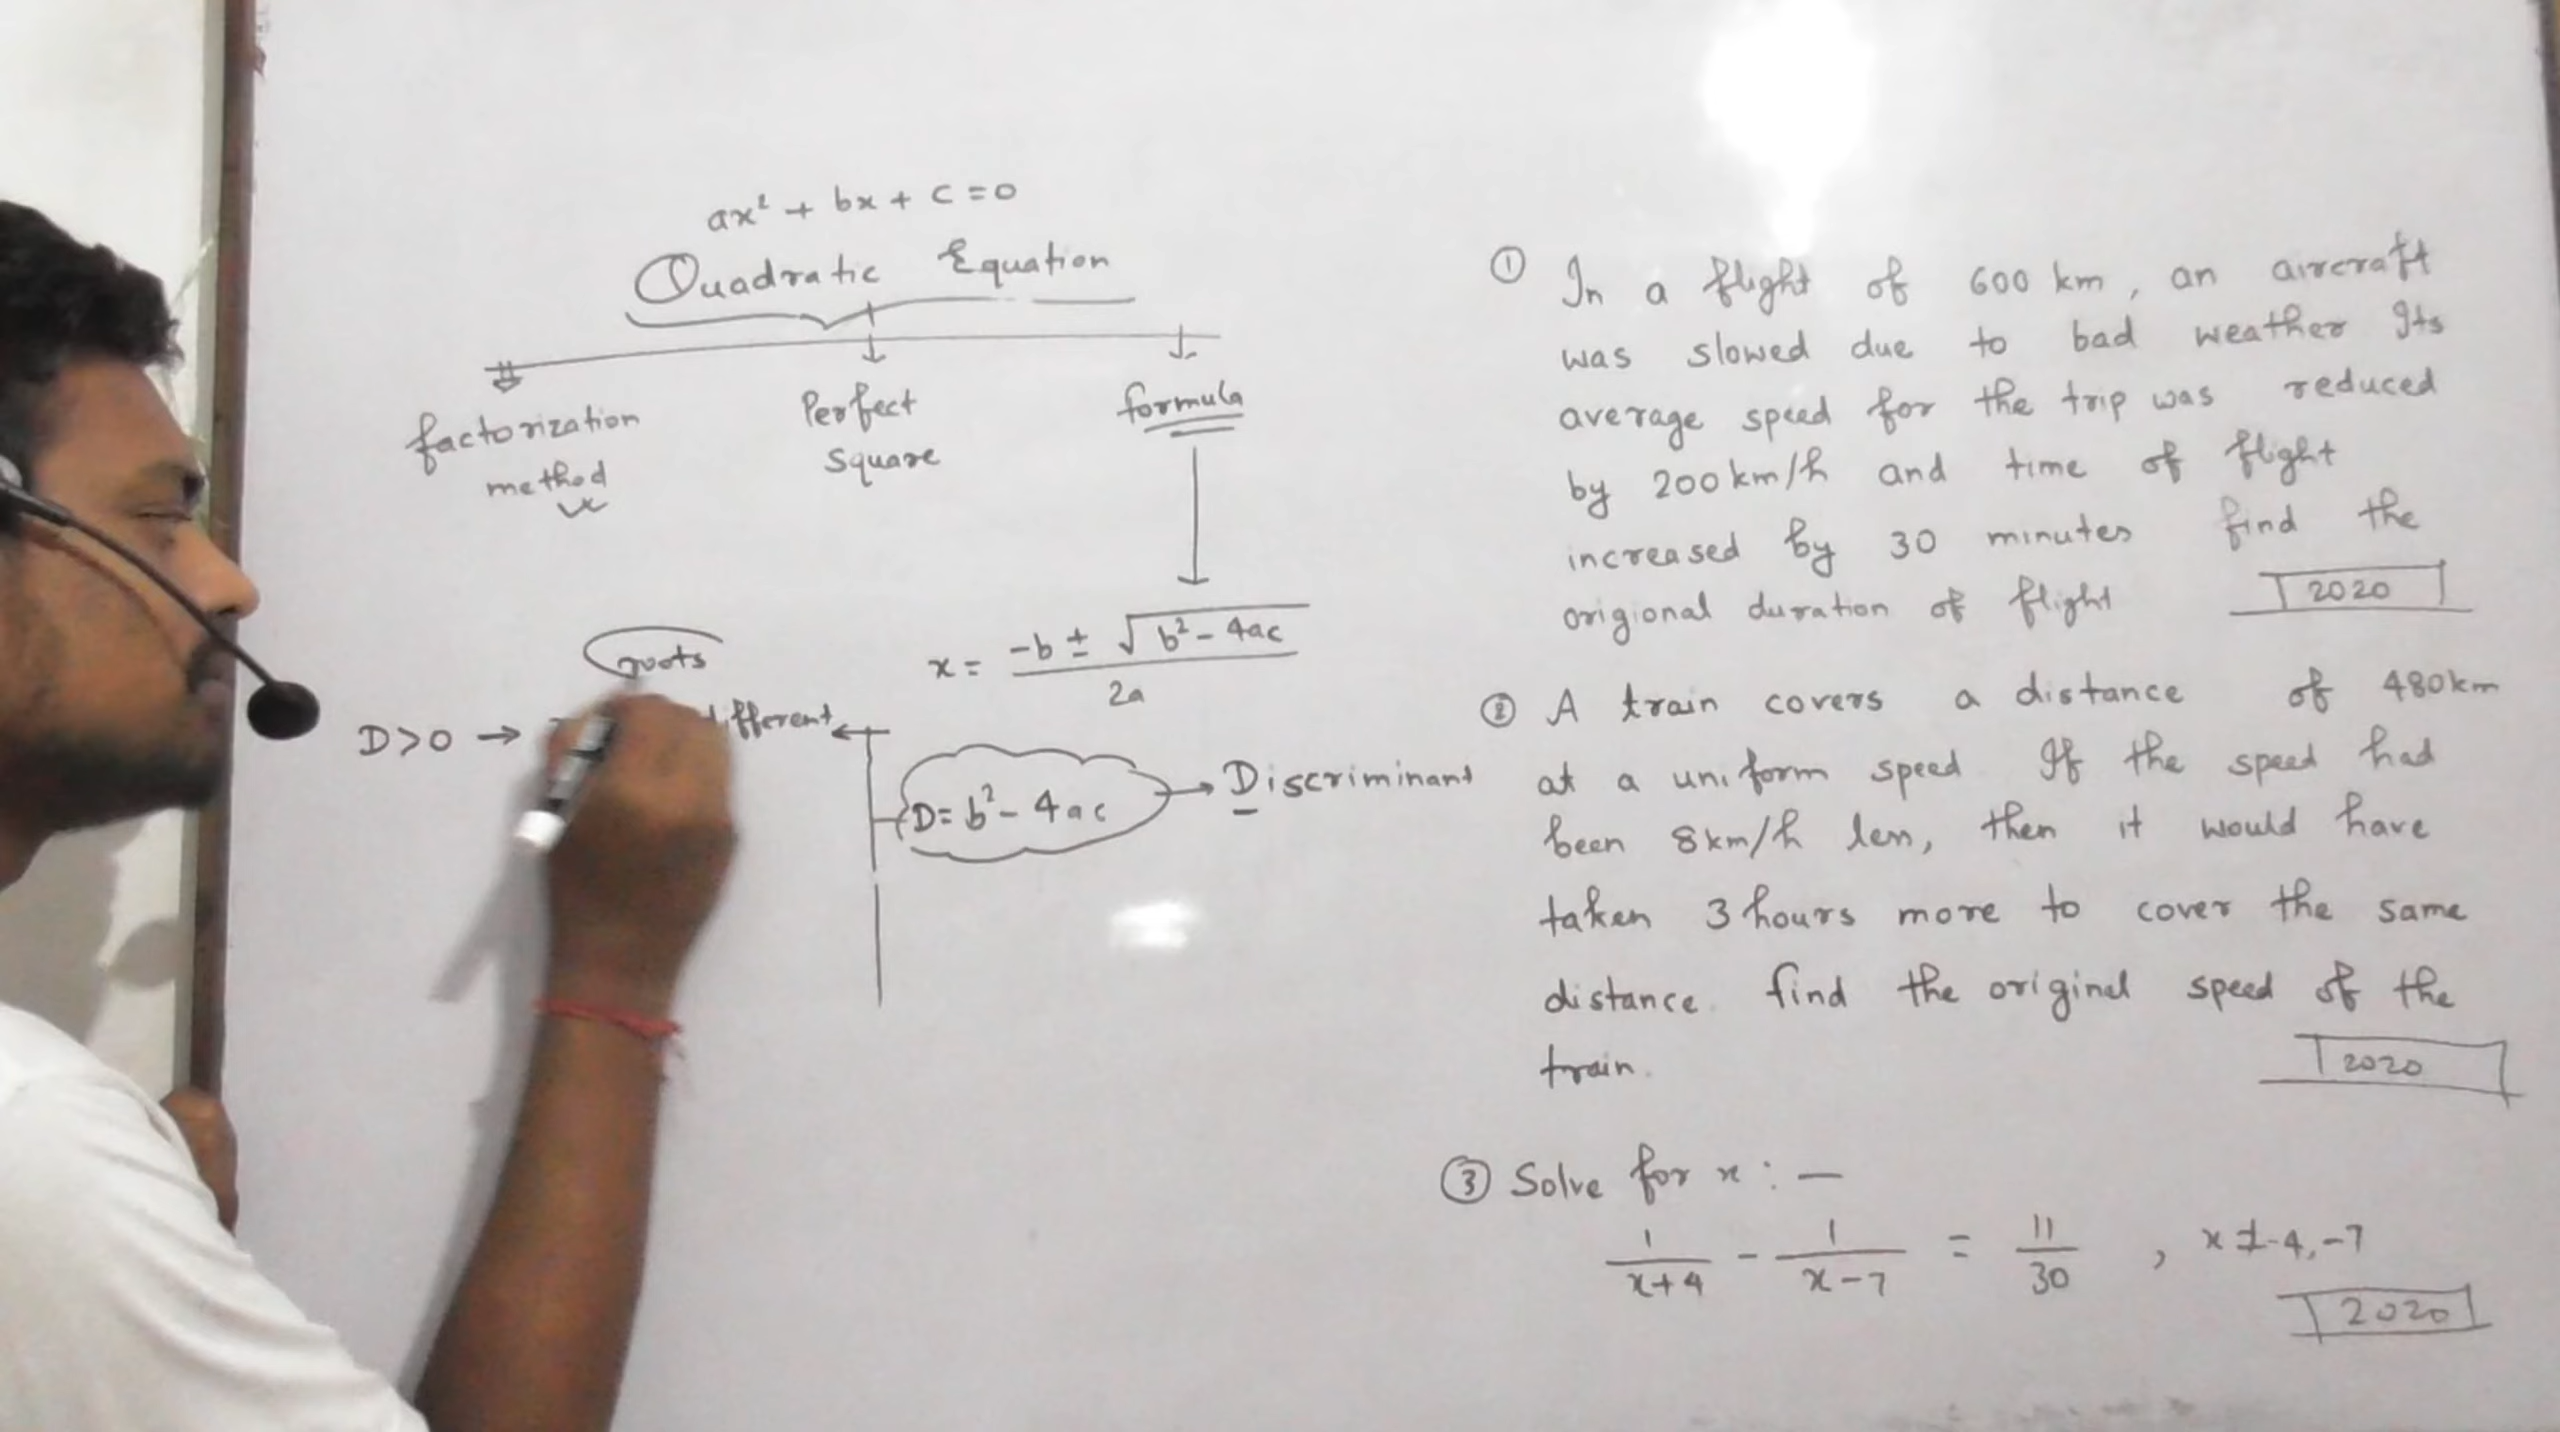 ax² + bx + c = 0
Quadratic Equation
factorization method
Perfect Square
formula
x = (-b ± √(b² - 4ac)) / 2a
roots
D>0 → different
D = b² - 4ac → Discriminant
① In a flight of 600 km, an aircraft
was slowed due to bad weather Its
average speed for the trip was reduced
by 200 km/h and time of flight
increased by 30 minutes find the
origional duration of flight 2020
② A train covers a distance of 480km
at a uniform speed If the speed had
been 8 km/h less, then it would have
taken 3 hours more to cover the same
distance. find the original speed of the
train. 2020
③ Solve for x : —
1/(x+4) - 1/(x-7) = 11/30 , x ≠ -4, -7
2020